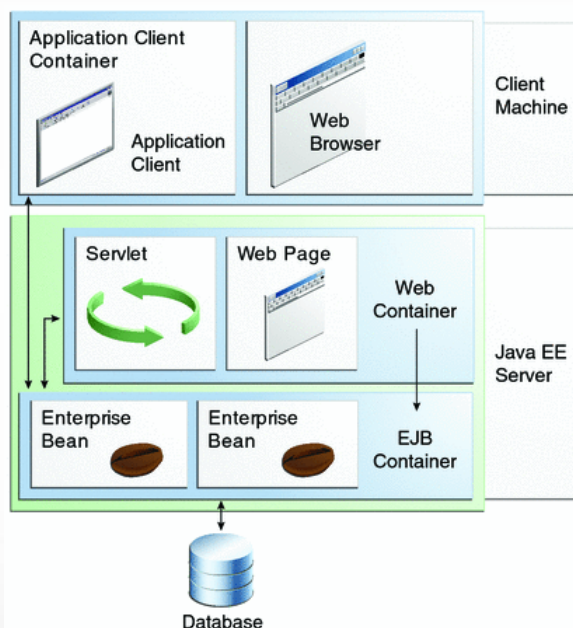 Application Client
Container
Application
Client
Web
Browser
Client
Machine
Servlet
Web Page
Web
Container
Java EE
Server
Enterprise
Bean
Enterprise
Bean
EJB
Container
Database